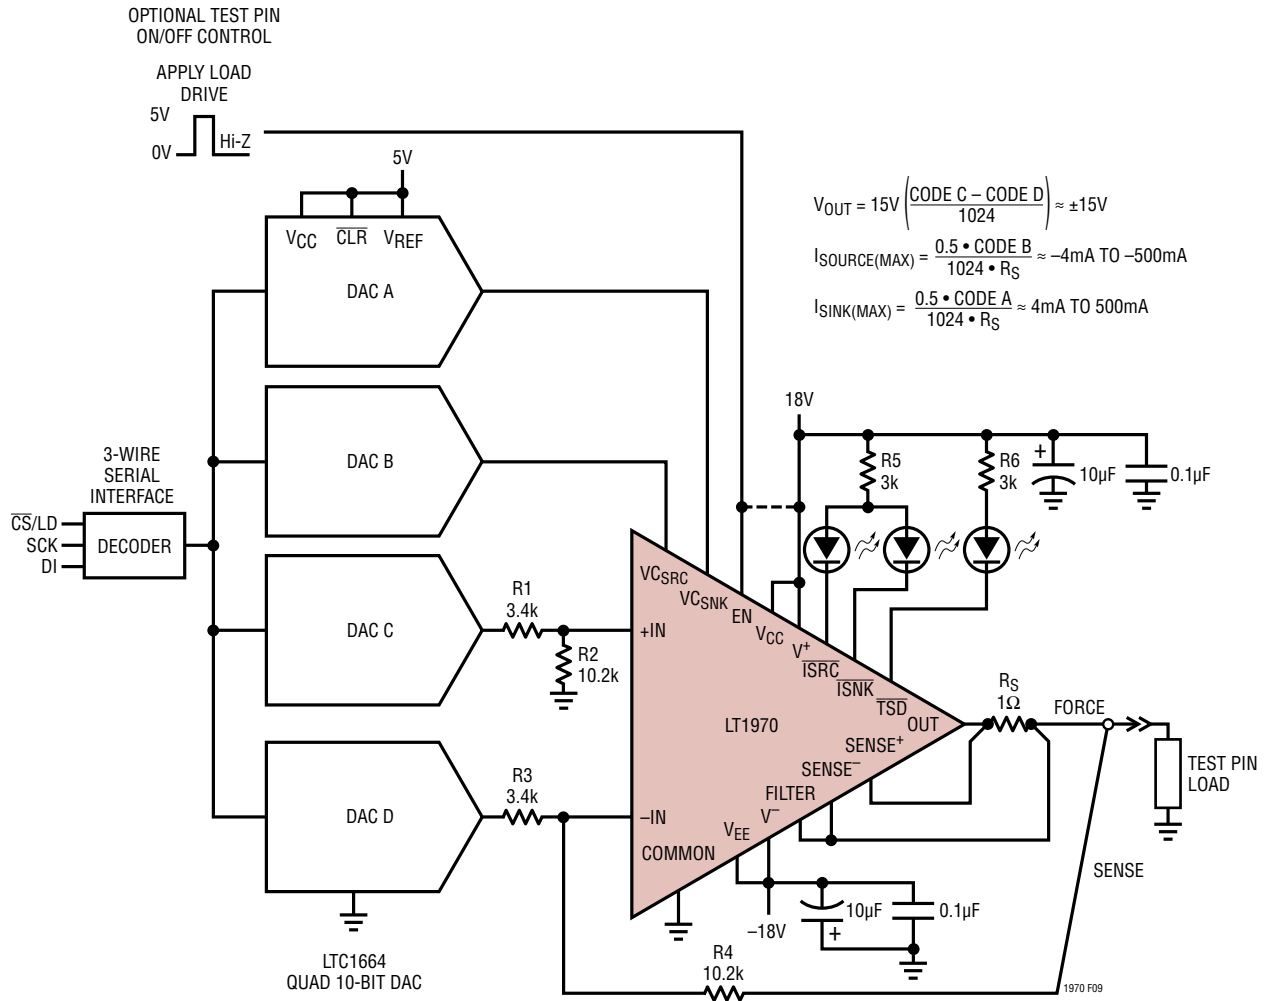 OPTIONAL TEST PIN
ON/OFF CONTROL
APPLY LOAD
DRIVE
5V
0V
Hi-Z
5V
VCC
CLR
VREF
DAC A
VOUT = 15V (CODE C – CODE D / 1024) ≈ ±15V
ISOURCE(MAX) = 0.5 • CODE B / 1024 • RS ≈ –4mA TO –500mA
ISINK(MAX) = 0.5 • CODE A / 1024 • RS ≈ 4mA TO 500mA
DAC B
3-WIRE
SERIAL
INTERFACE
CS/LD
SCK
DI
DECODER
18V
R5
3k
R6
3k
+
10µF
0.1µF
DAC C
R1
3.4k
R2
10.2k
VCSRC
VCSNK
EN
VCC
V+
ISRC
ISNK
TSD
OUT
+IN
LT1970
SENSE+
SENSE–
FILTER
V–
VEE
–IN
COMMON
RS
1Ω
FORCE
TEST PIN
LOAD
SENSE
DAC D
R3
3.4k
–18V
10µF
+
0.1µF
R4
10.2k
LTC1664
QUAD 10-BIT DAC
1970 F09